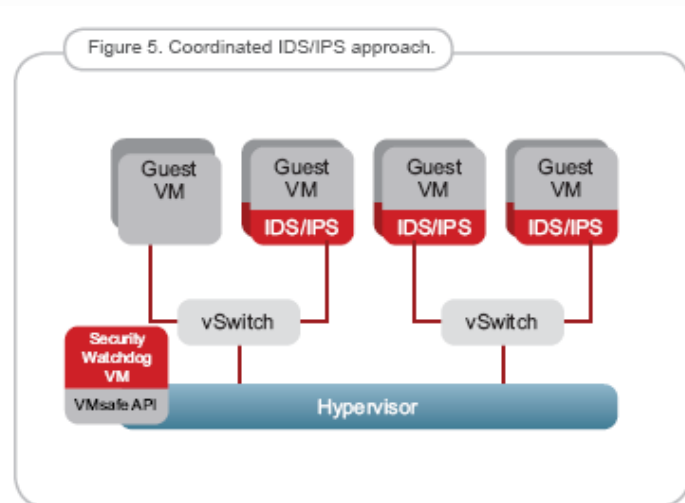 Figure 5. Coordinated IDS/IPS approach.
Guest
VM
Guest
VM
IDS/IPS
Guest
VM
IDS/IPS
Guest
VM
IDS/IPS
vSwitch
vSwitch
Security
Watchdog
VM
VMsafe API
Hypervisor